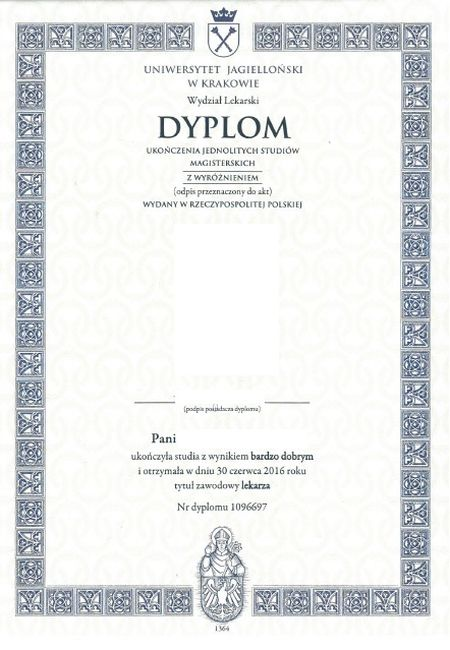 UNIWERSYTET JAGIELLOŃSKI
W KRAKOWIE
Wydział Lekarski
DYPLOM
UKOŃCZENIA JEDNOLITYCH STUDIÓW
MAGISTERSKICH
Z WYRÓŻNIENIEM
(odpis przeznaczony do akt)
WYDANY W RZECZYPOSPOLITEJ POLSKIEJ
(podpis posiadacza dyplomu)
Pani
ukończyła studia z wynikiem bardzo dobrym
i otrzymała w dniu 30 czerwca 2016 roku
tytuł zawodowy lekarza
Nr dyplomu 1096697
1364